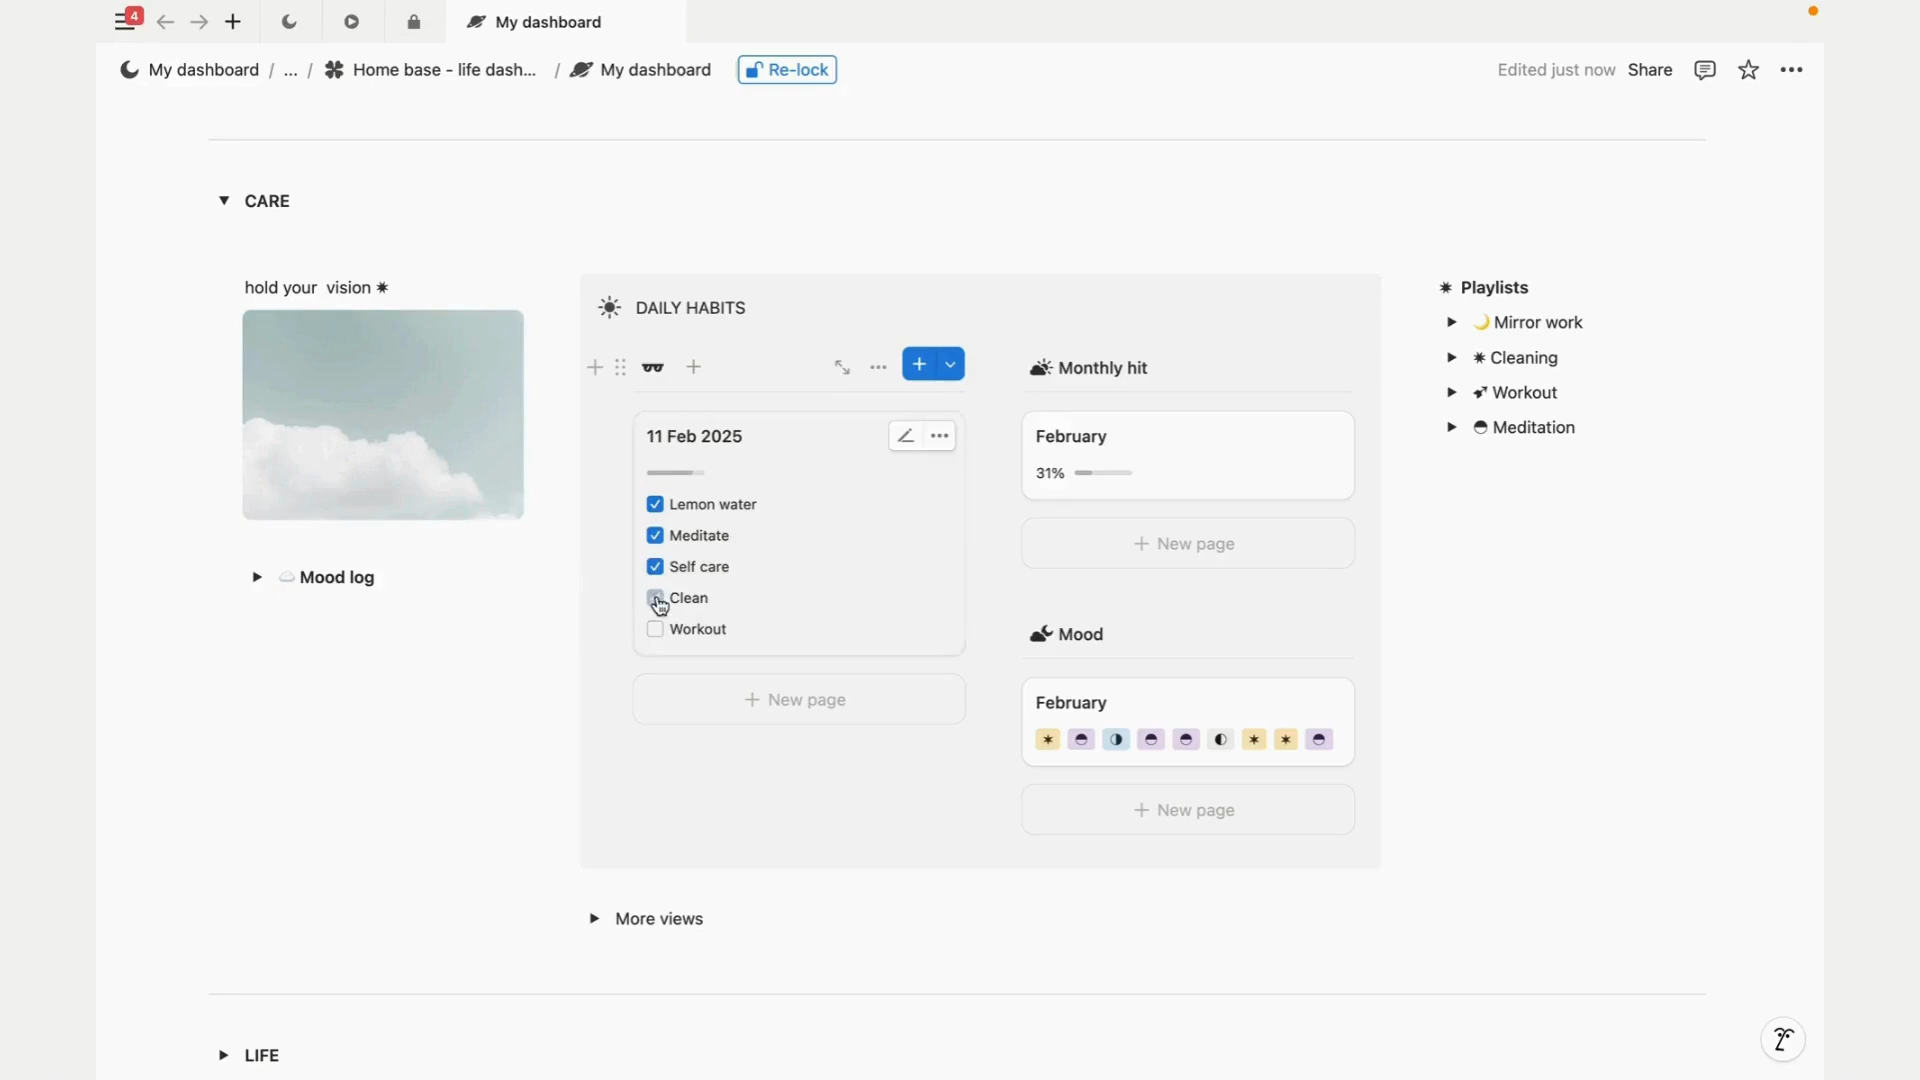 4
My dashboard
My dashboard / ... / Home base - life dash... / My dashboard
Re-lock
Edited just now
Share
CARE
hold your vision ✷
Mood log
DAILY HABITS
11 Feb 2025
Lemon water
Meditate
Self care
Clean
Workout
+ New page
Monthly hit
February
31%
+ New page
Mood
February
+ New page
More views
✷ Playlists
🌙 Mirror work
✷ Cleaning
Workout
Meditation
LIFE